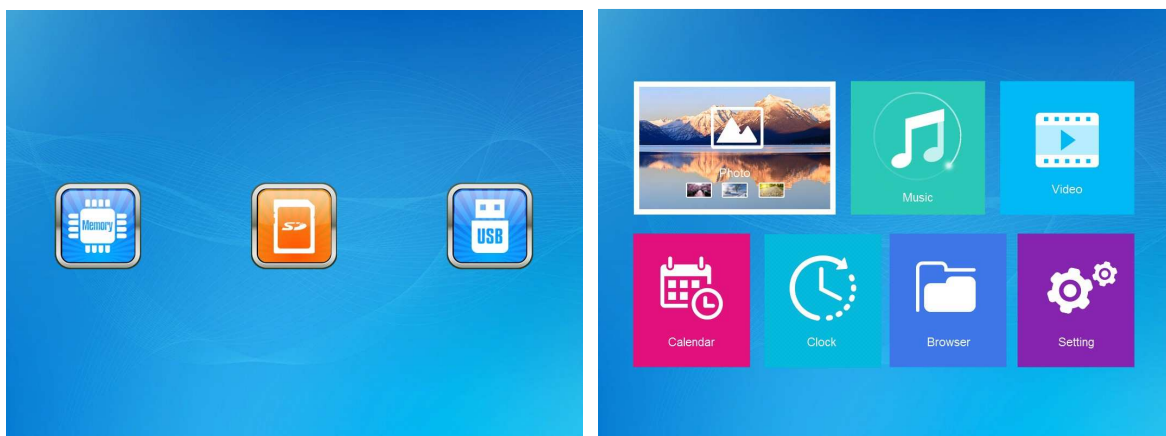 Memory
SD
USB
Photo
Music
Video
Calendar
Clock
Browser
Setting